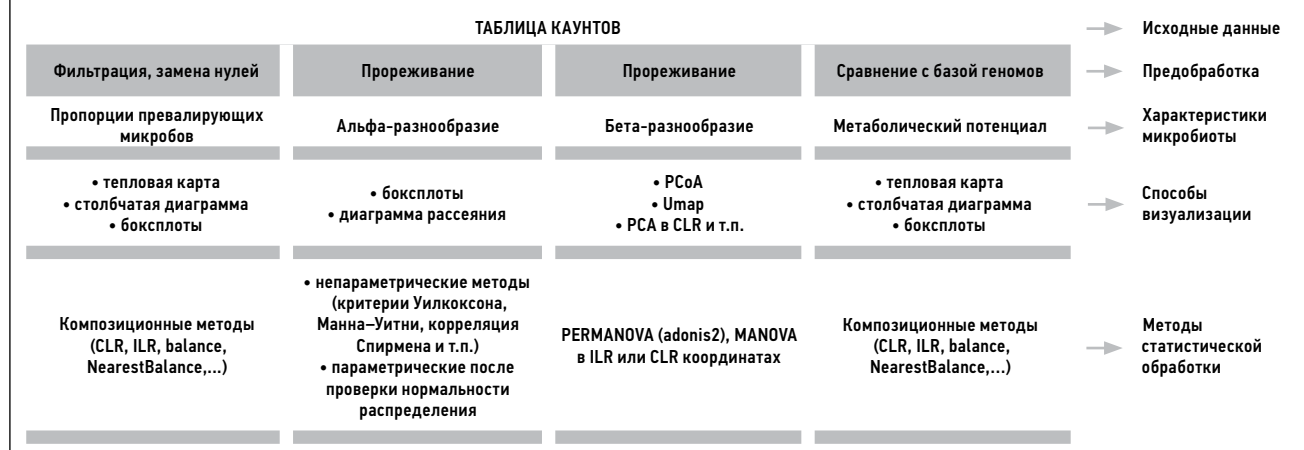 ТАБЛИЦА КАУНТОВ
Исходные данные
Фильтрация, замена нулей
Прореживание
Прореживание
Сравнение с базой геномов
Предобработка
Пропорции превалирующих
микробов
Альфа-разнообразие
Бета-разнообразие
Метаболический потенциал
Характеристики
микробиоты
• тепловая карта
• столбчатая диаграмма
• боксплоты
• боксплоты
• диаграмма рассеяния
• PCoA
• Umap
• PCA в CLR и т.п.
• тепловая карта
• столбчатая диаграмма
• боксплоты
Способы
визуализации
Композиционные методы
(CLR, ILR, balance,
NearestBalance,...)
• непараметрические методы
(критерии Уилкоксона,
Манна–Уитни, корреляция
Спирмена и т.п.)
• параметрические после
проверки нормальности
распределения
PERMANOVA (adonis2), MANOVA
в ILR или CLR координатах
Композиционные методы
(CLR, ILR, balance,
NearestBalance,...)
Методы
статистической
обработки